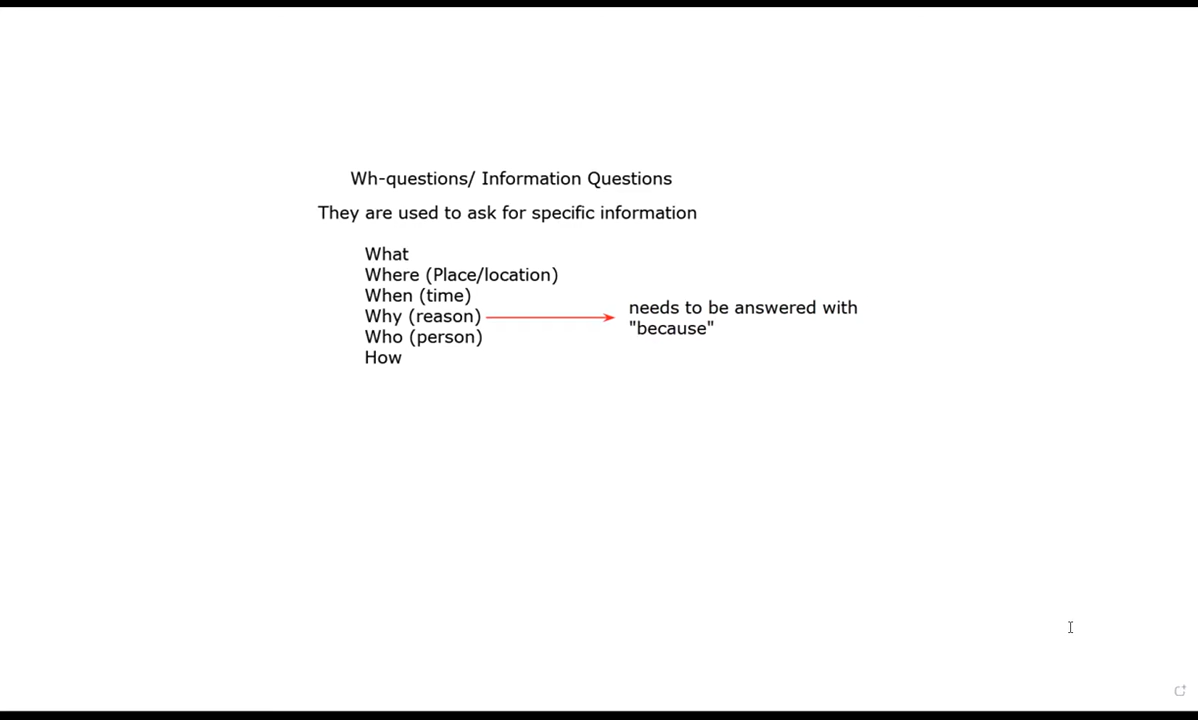 Wh-questions/ Information Questions
They are used to ask for specific information
What
Where (Place/location)
When (time)
Why (reason)
needs to be answered with
"because"
Who (person)
How